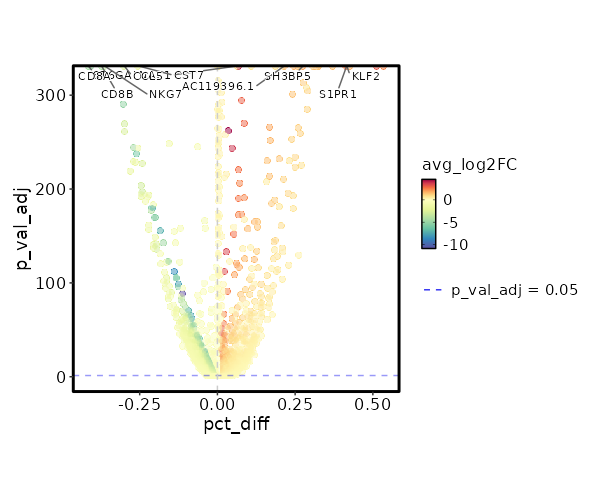 CD8A
CCL5
CST7
SH3BP5
KLF2
AC119396.1
CD8B
NKG7
S1PR1
300
200
100
0
-0.25 0.00 0.25 0.50
pct_diff
p_val_adj
avg_log2FC
0
-5
-10
p_val_adj = 0.05